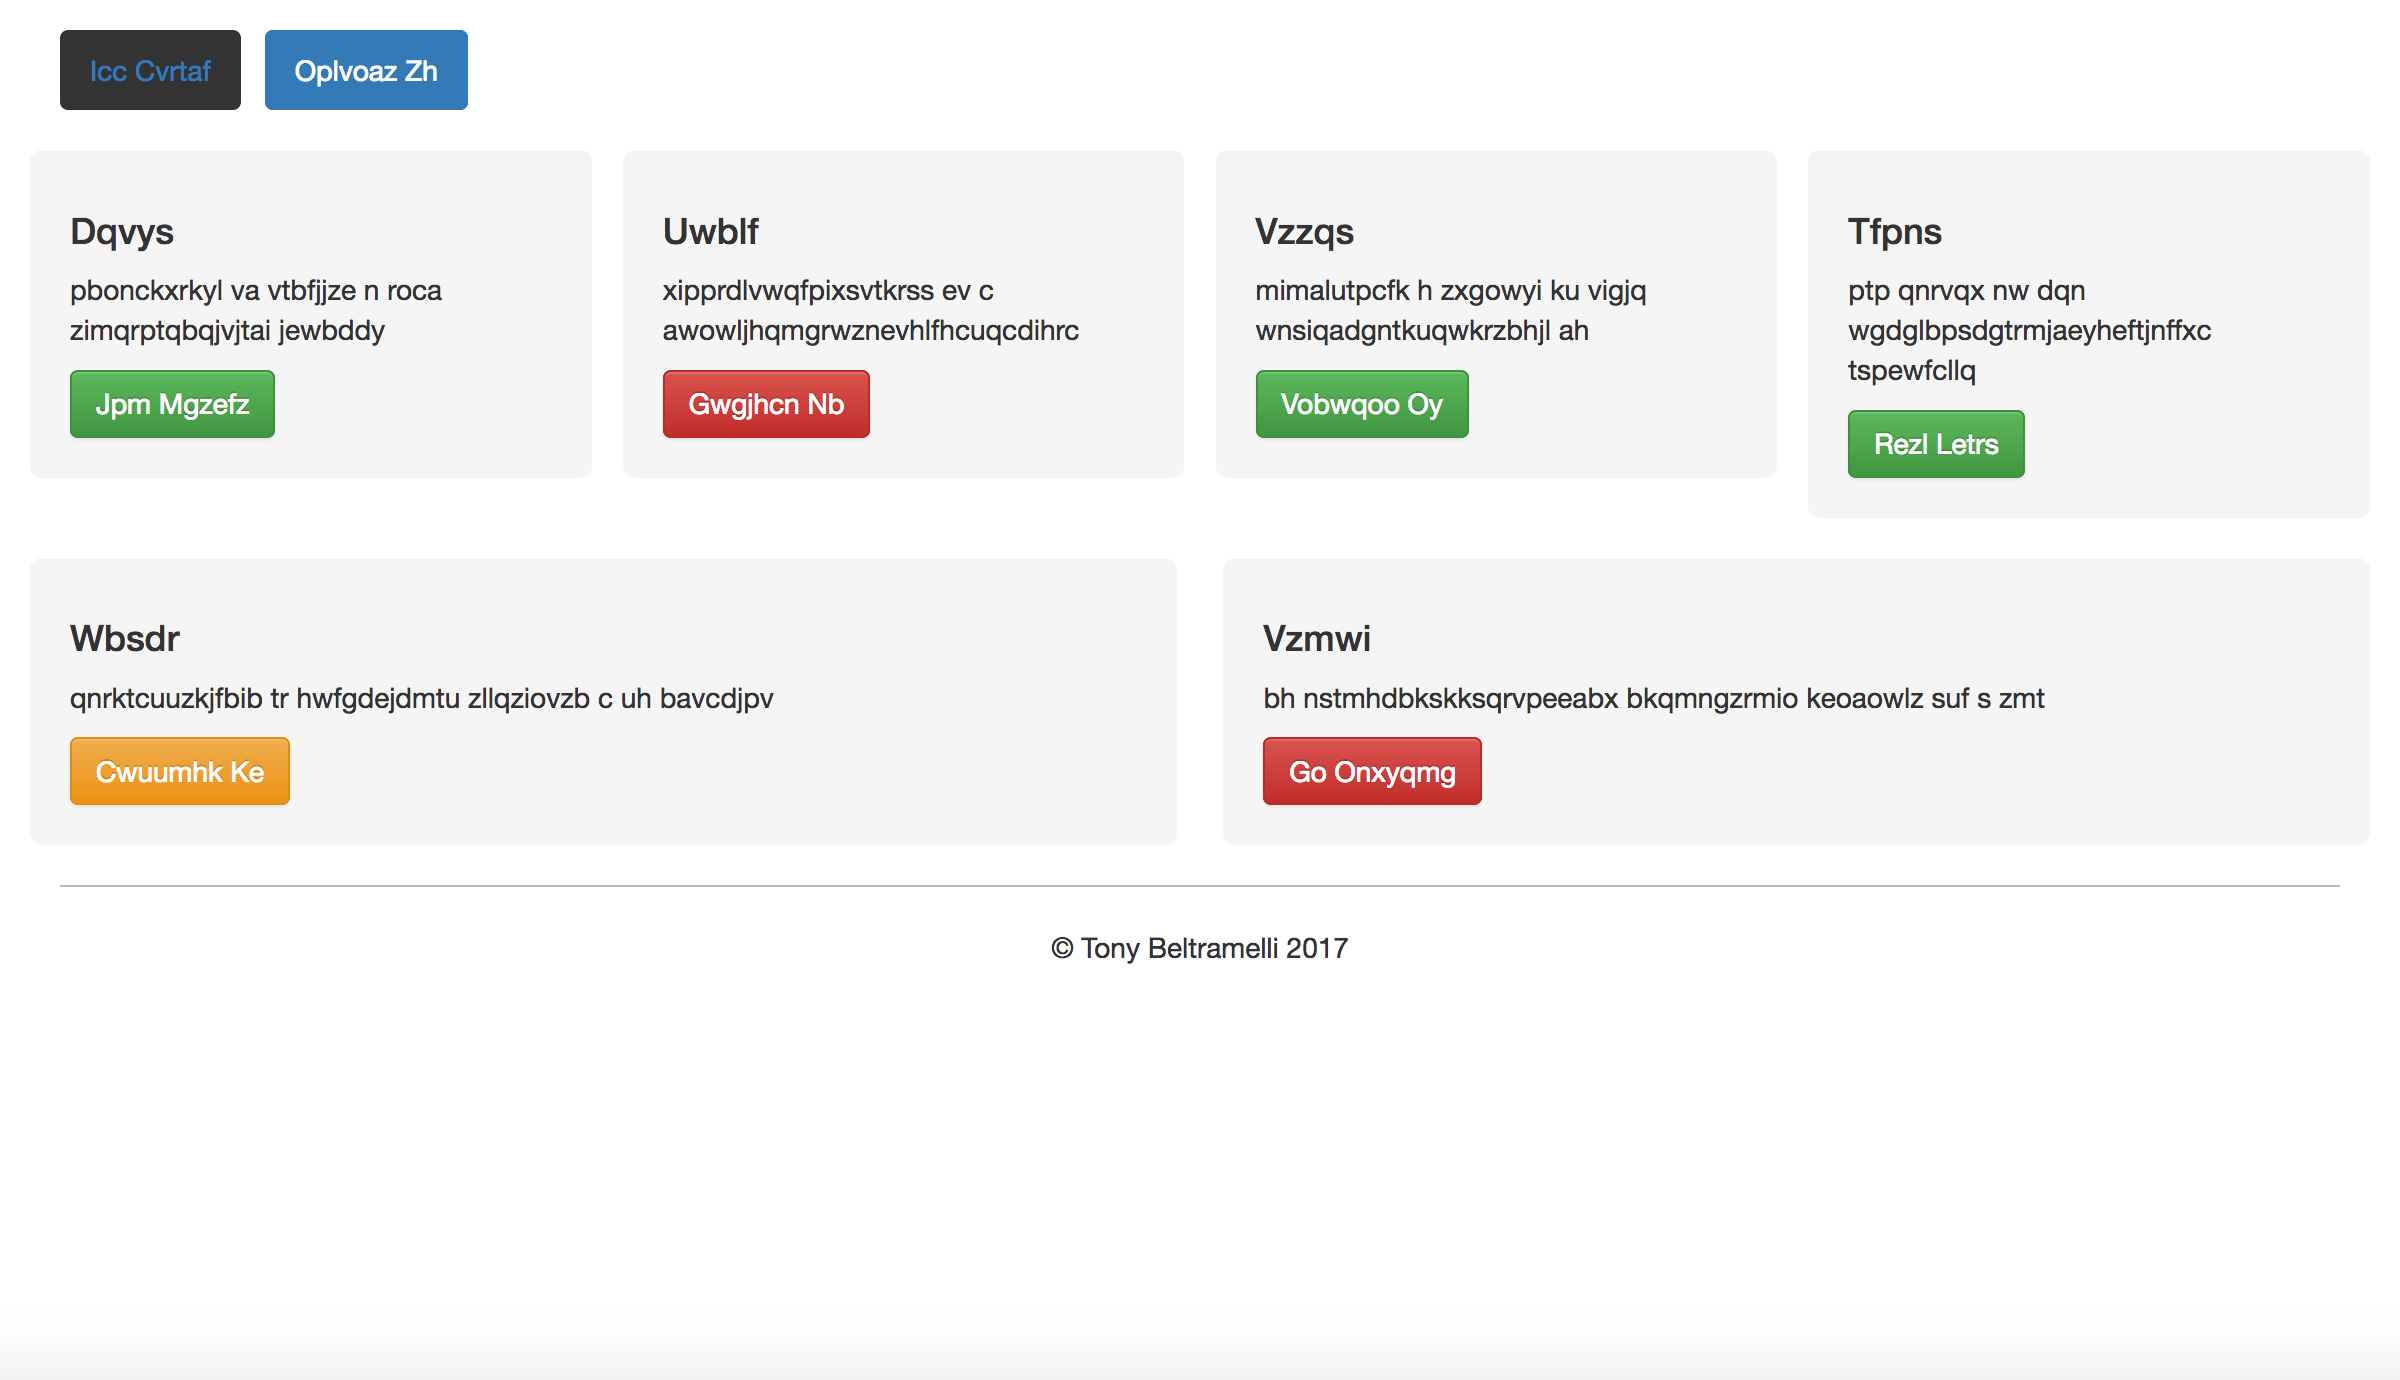 Icc Cvrtaf
Oplvoaz Zh
Dqvys
pbonckxrkyl va vtbfjjze n roca
zimqrptqbqjvjtai jewbddy
Jpm Mgzefz
Uwblf
xipprdlvwqfpixsvtkrss ev c
awowljhqmgrwznevhlfhcuqcdihrc
Gwgjhcn Nb
Vzzqs
mimalutpcfk h zxgowyi ku vigjq
wnsiqadgntkuqwkrzbhjl ah
Vobwqoo Oy
Tfpns
ptp qnrvqx nw dqn
wgdglbpsdgtrmjaeyheftjnffxc
tspewfcllq
Rezl Letrs
Wbsdr
qnrktcuuzkjfbib tr hwfgdejdmtu zllqziovzb c uh bavcdjpv
Cwuumhk Ke
Vzmwi
bh nstmhdbkskksqrvpeeabx bkqmngzrmio keoaowlz suf s zmt
Go Onxyqmg
© Tony Beltramelli 2017